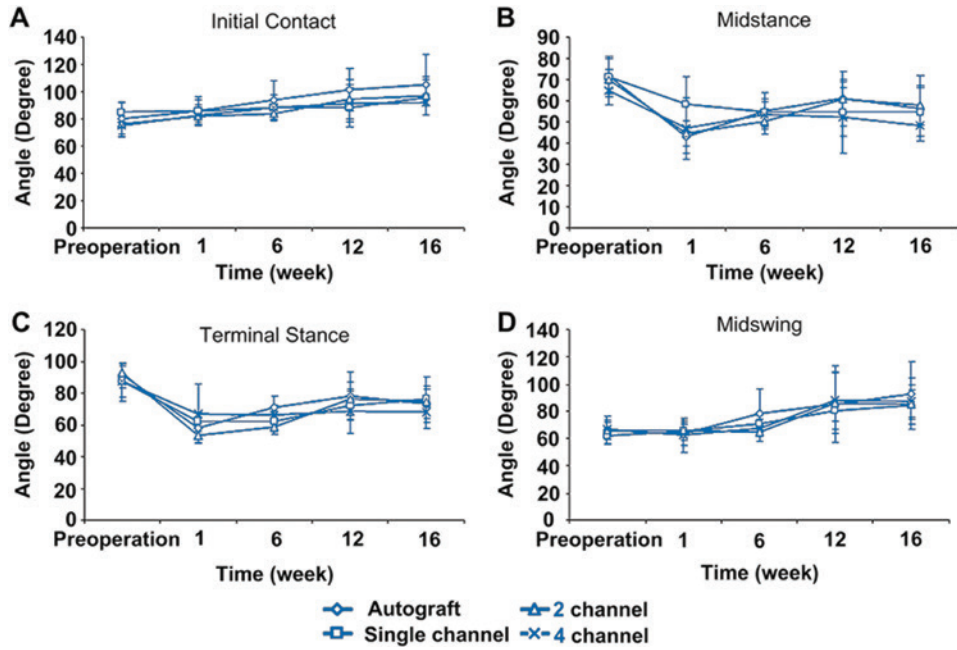 A
Initial Contact
Angle (Degree)
140
120
100
80
60
40
20
0
Preoperation 1 6 12 16
Time (week)
B
Midstance
Angle (Degree)
90
80
70
60
50
40
30
20
10
0
Preoperation 1 6 12 16
Time (week)
C
Terminal Stance
Angle (Degree)
120
100
80
60
40
20
0
Preoperation 1 6 12 16
Time (week)
D
Midswing
Angle (Degree)
140
120
100
80
60
40
20
0
Preoperation 1 6 12 16
Time (week)
Autograft 2 channel
Single channel 4 channel